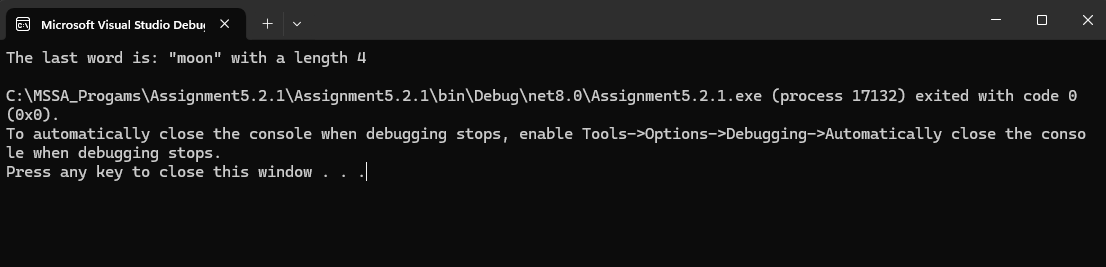 Microsoft Visual Studio Debug
The last word is: "moon" with a length 4
C:\MSSA_Progams\Assignment5.2.1\Assignment5.2.1\bin\Debug\net8.0\Assignment5.2.1.exe (process 17132) exited with code 0
(0x0).
To automatically close the console when debugging stops, enable Tools->Options->Debugging->Automatically close the conso
le when debugging stops.
Press any key to close this window . . .